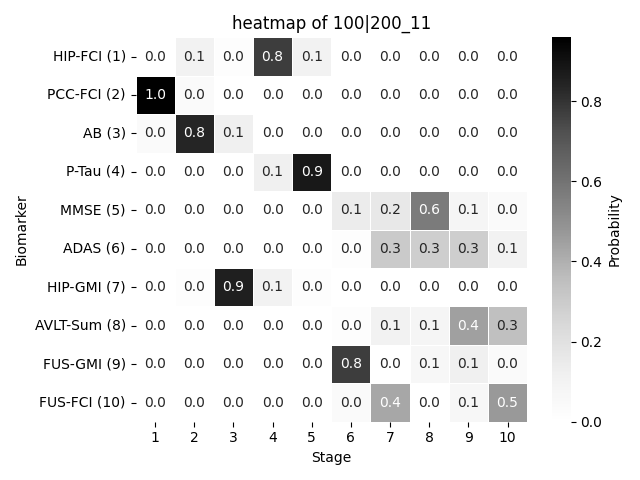 heatmap of 100|200_11
HIP-FCI (1) 0.0 0.1 0.0 0.8 0.1 0.0 0.0 0.0 0.0 0.0
PCC-FCI (2) 1.0 0.0 0.0 0.0 0.0 0.0 0.0 0.0 0.0 0.0
AB (3) 0.0 0.8 0.1 0.0 0.0 0.0 0.0 0.0 0.0 0.0
P-Tau (4) 0.0 0.0 0.0 0.1 0.9 0.0 0.0 0.0 0.0 0.0
MMSE (5) 0.0 0.0 0.0 0.0 0.0 0.1 0.2 0.6 0.1 0.0
ADAS (6) 0.0 0.0 0.0 0.0 0.0 0.0 0.3 0.3 0.3 0.1
HIP-GMI (7) 0.0 0.0 0.9 0.1 0.0 0.0 0.0 0.0 0.0 0.0
AVLT-Sum (8) 0.0 0.0 0.0 0.0 0.0 0.0 0.1 0.1 0.4 0.3
FUS-GMI (9) 0.0 0.0 0.0 0.0 0.0 0.8 0.0 0.1 0.1 0.0
FUS-FCI (10) 0.0 0.0 0.0 0.0 0.0 0.0 0.4 0.0 0.1 0.5
1 2 3 4 5 6 7 8 9 10
Stage
Biomarker
0.8
0.6
0.4
0.2
0.0
Probability